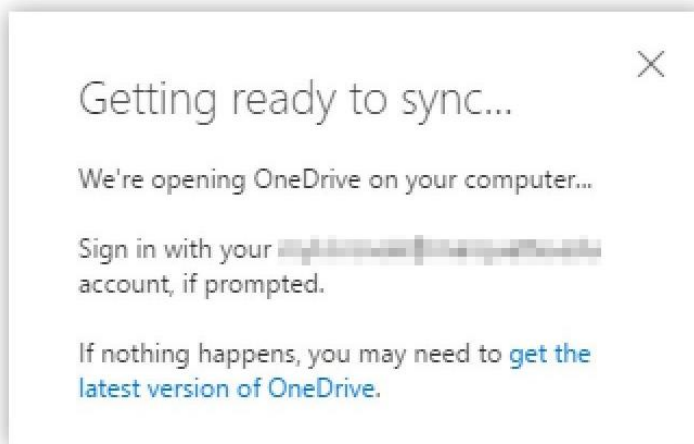 Getting ready to sync...
We're opening OneDrive on your computer...
Sign in with your
account, if prompted.
If nothing happens, you may need to get the
latest version of OneDrive.